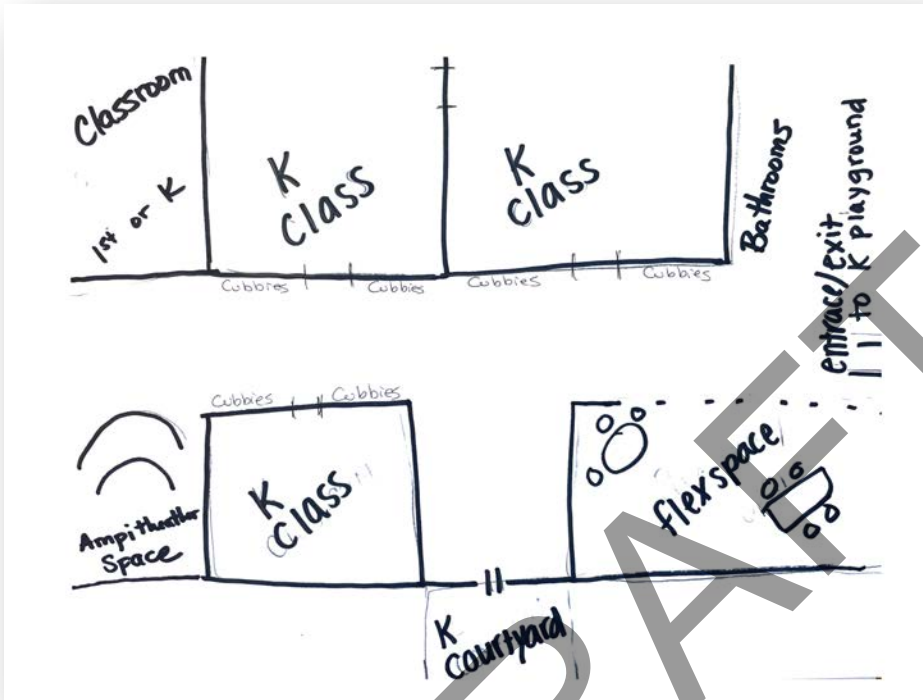 Classroom
1st or K
K
class
K
class
Bathrooms
entrace/exit
to K playground
Cubbies
Cubbies
Cubbies
Cubbies
Cubbies
Cubbies
K
class
Ampitheather
Space
flexspace
K
courtyard
DRAFT